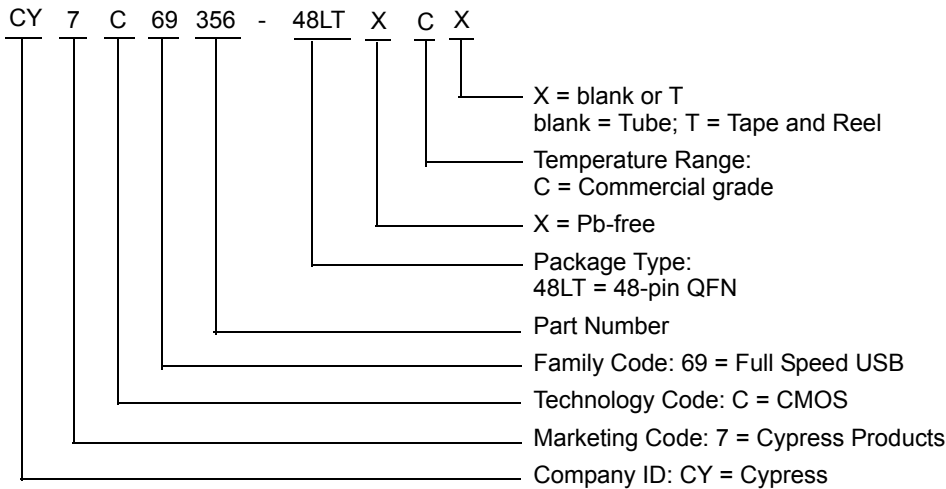 CY 7 C 69 356 - 48LT X C X
X = blank or T
blank = Tube; T = Tape and Reel
Temperature Range:
C = Commercial grade
X = Pb-free
Package Type:
48LT = 48-pin QFN
Part Number
Family Code: 69 = Full Speed USB
Technology Code: C = CMOS
Marketing Code: 7 = Cypress Products
Company ID: CY = Cypress